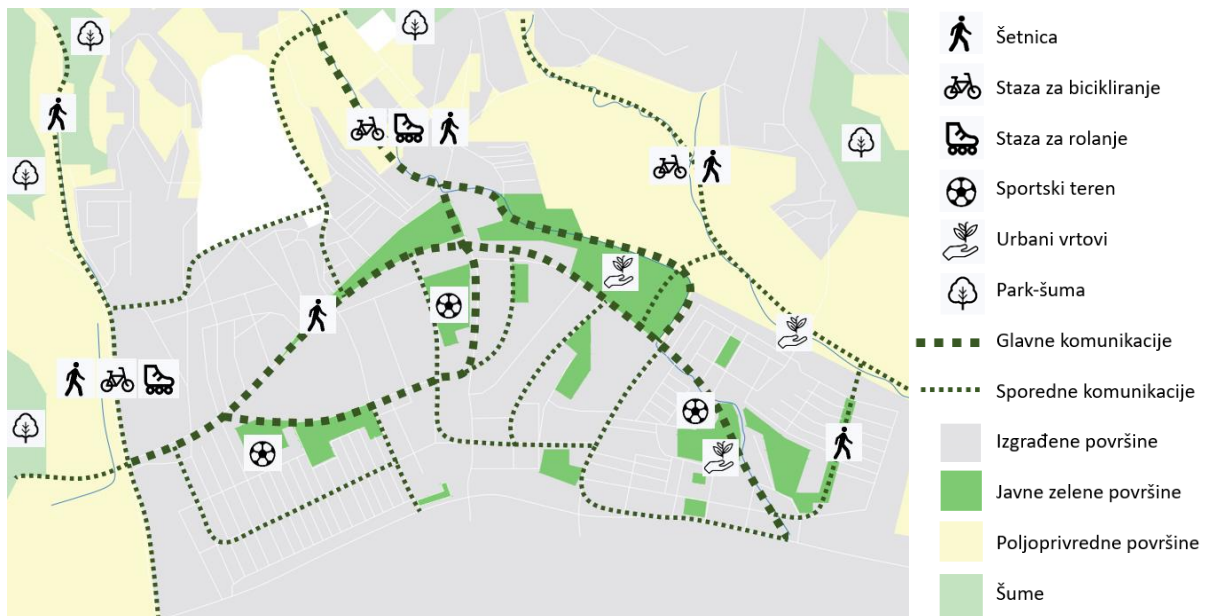 Šetnica
Staza za bicikliranje
Staza za rolanje
Sportski teren
Urbani vrtovi
Park-šuma
Glavne komunikacije
Sporedne komunikacije
Izgrađene površine
Javne zelene površine
Poljoprivredne površine
Šume